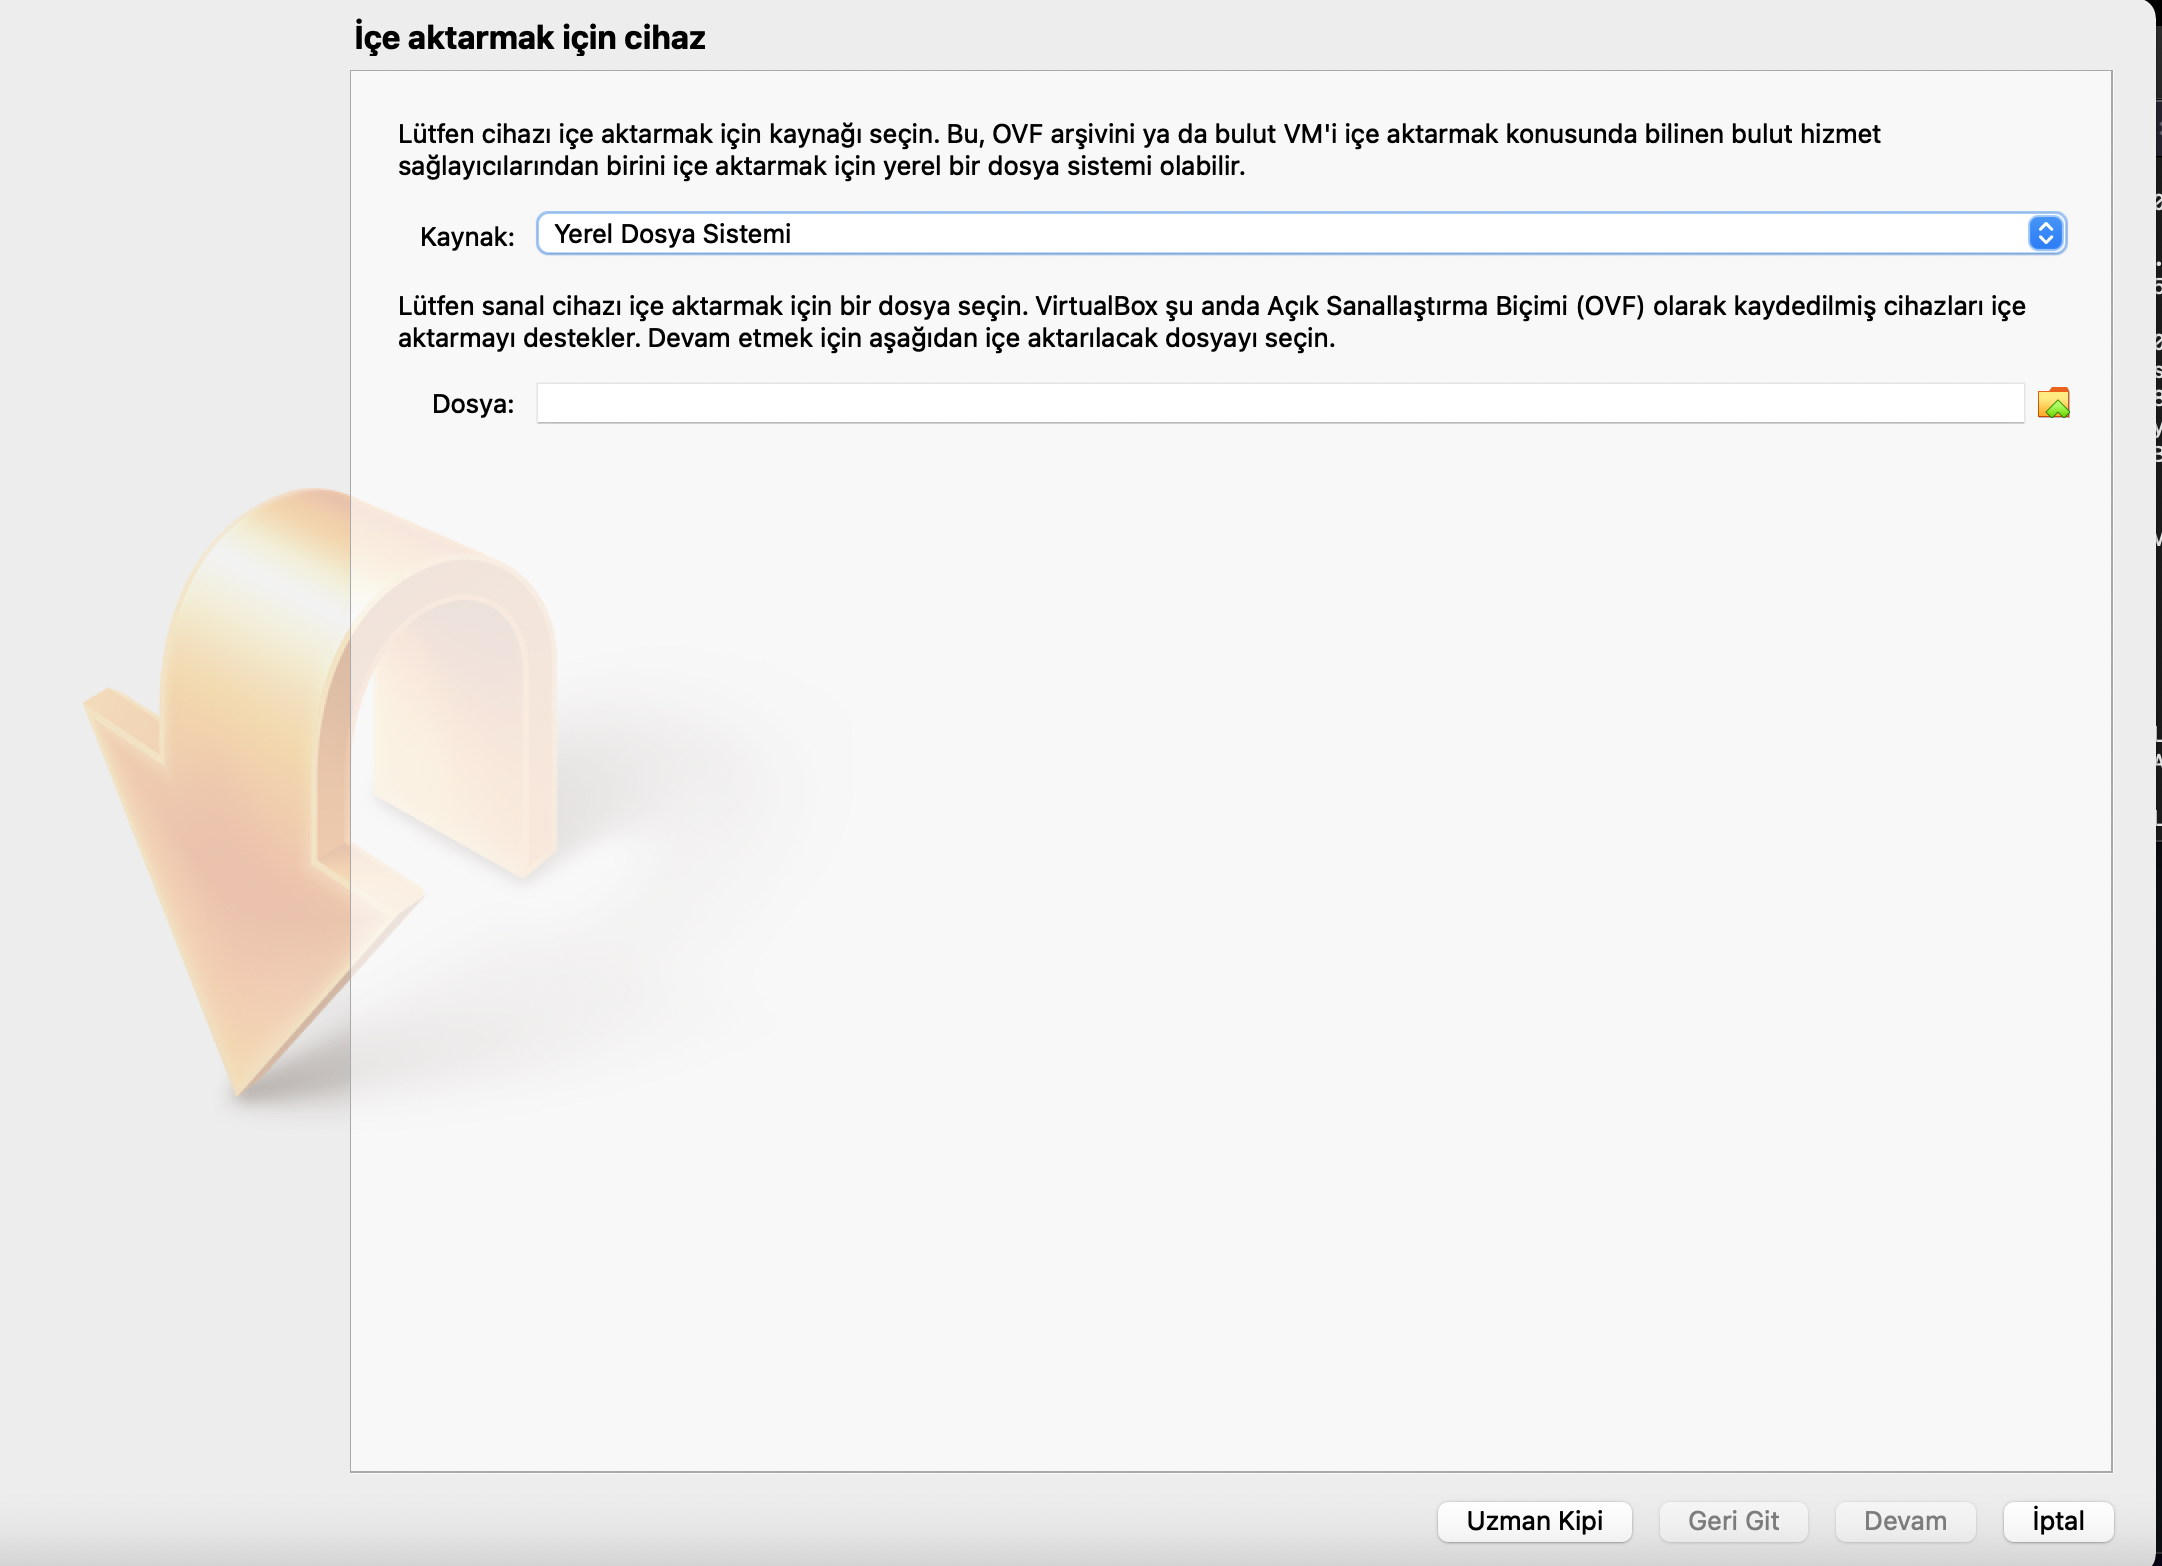 İçe aktarmak için cihaz
Lütfen cihazı içe aktarmak için kaynağı seçin. Bu, OVF arşivini ya da bulut VM'i içe aktarmak konusunda bilinen bulut hizmet
sağlayıcılarından birini içe aktarmak için yerel bir dosya sistemi olabilir.
Kaynak: Yerel Dosya Sistemi
Lütfen sanal cihazı içe aktarmak için bir dosya seçin. VirtualBox şu anda Açık Sanallaştırma Biçimi (OVF) olarak kaydedilmiş cihazları içe
aktarmayı destekler. Devam etmek için aşağıdan içe aktarılacak dosyayı seçin.
Dosya:
Uzman Kipi Geri Git Devam İptal